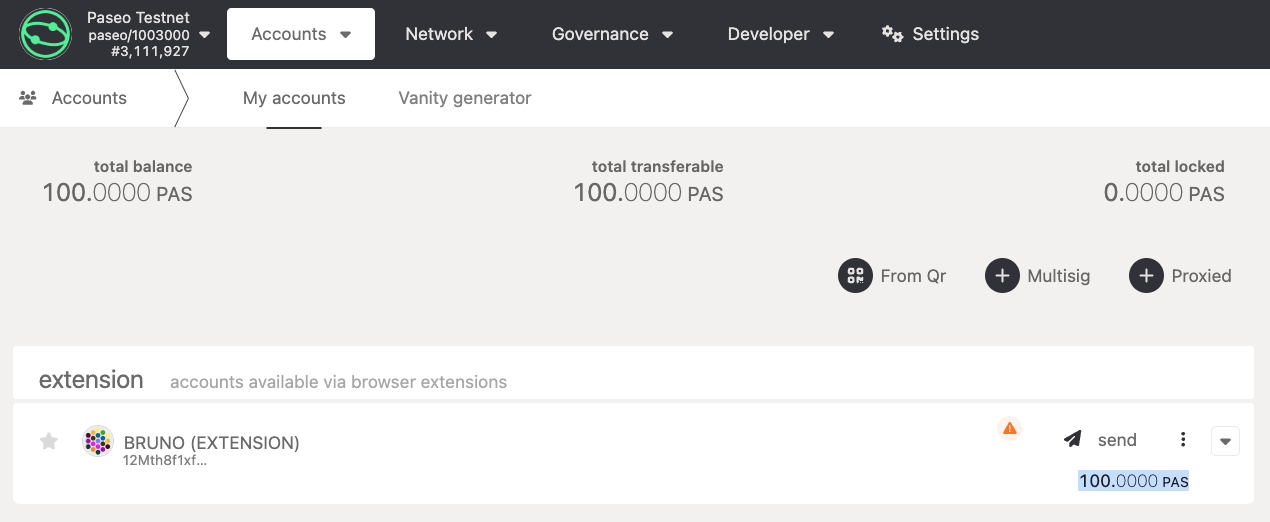 Paseo Testnet
paseo/1003000
#3,111,927
Accounts
Network
Governance
Developer
Settings
Accounts
My accounts
Vanity generator
total balance
100.0000 PAS
total transferable
100.0000 PAS
total locked
0.0000 PAS
From Qr
Multisig
Proxied
extension
accounts available via browser extensions
BRUNO (EXTENSION)
12Mth8f1xf...
send
100.0000 PAS